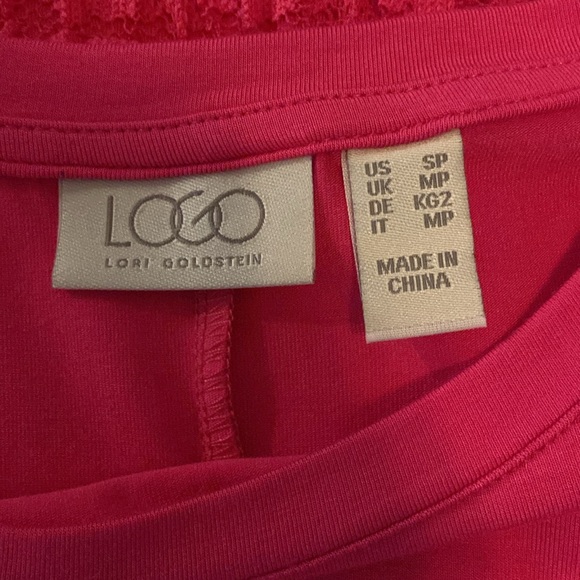 LOGO
LORI GOLDSTEIN
US SP
UK MP
DE KG2
IT MP
MADE IN
CHINA